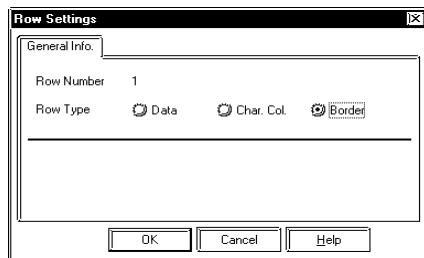 Row Settings
General Info.
Row Number 1
Row Type Data Char. Col. Border
OK Cancel Help